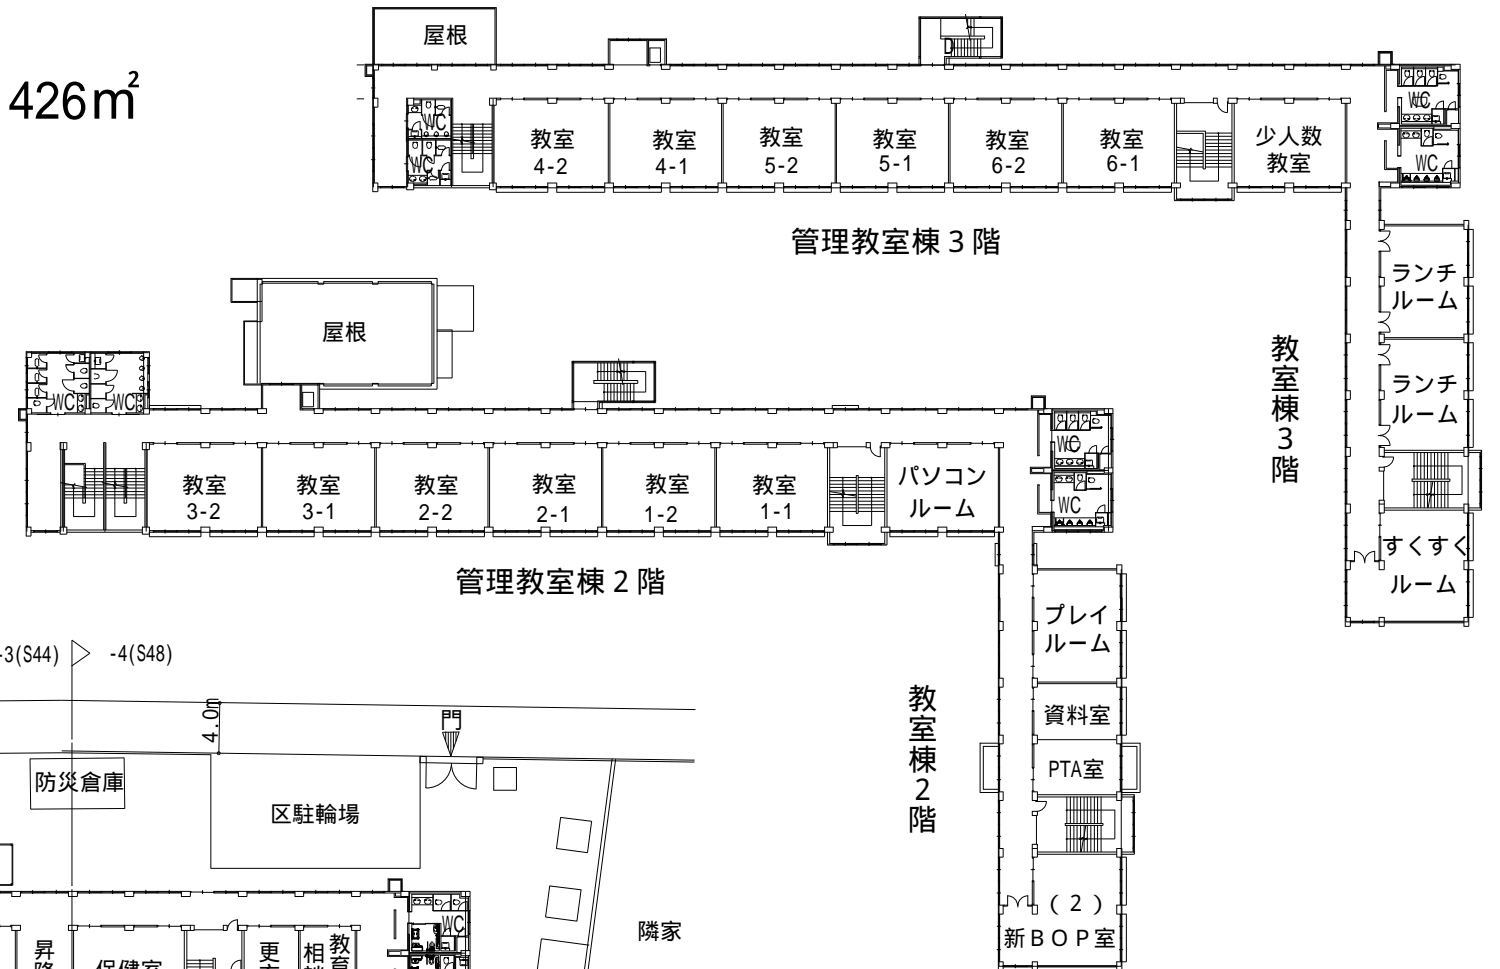 426㎡
屋根
WC
WC
教室
4-2
教室
4-1
教室
5-2
教室
5-1
教室
6-2
教室
6-1
少人数
教室
WC
WC
管理教室棟3階
ランチ
ルーム
ランチ
ルーム
すくすく
ルーム
教室棟3階
屋根
WC
WC
教室
3-2
教室
3-1
教室
2-2
教室
2-1
教室
1-2
教室
1-1
パソコン
ルーム
WC
WC
管理教室棟2階
プレイ
ルーム
資料室
PTA室
(2)
新BOP室
教室棟2階
-3(S44)
-4(S48)
4.0m
門
防災倉庫
区駐輪場
隣家
WC
保健室
更
相
教育